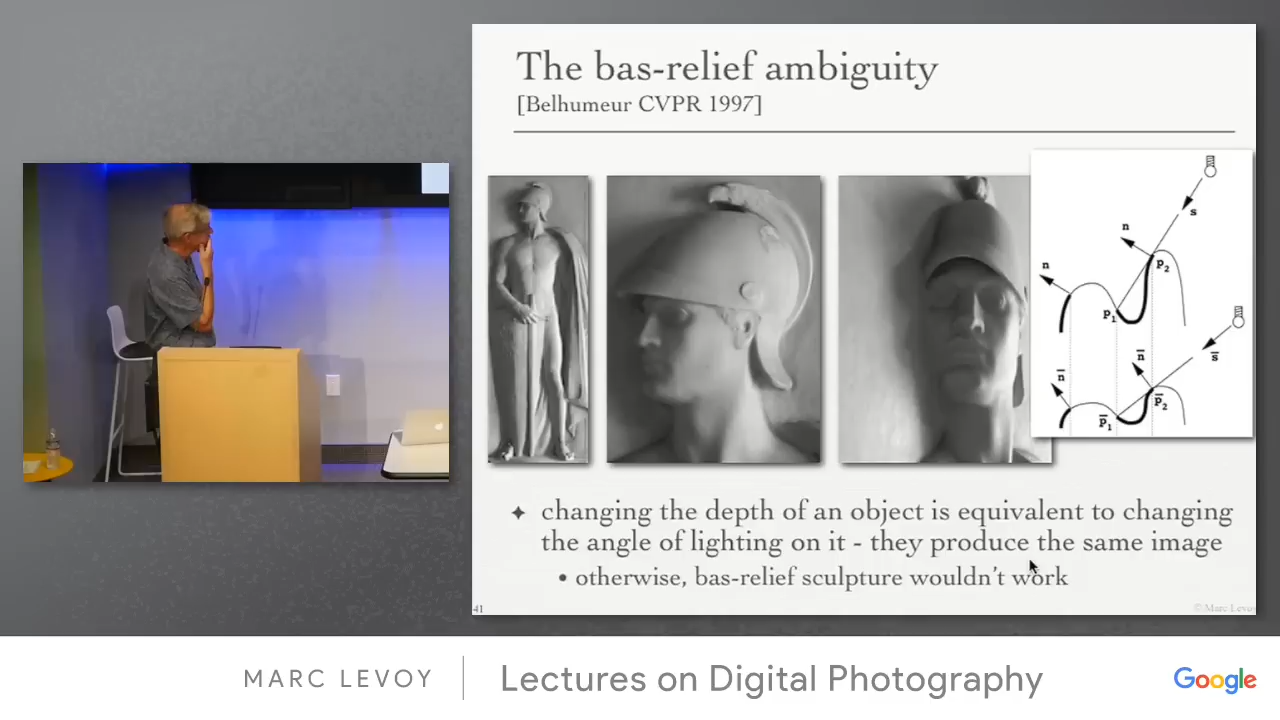 The bas-relief ambiguity
[Belhumeur CVPR 1997]
s
n
n
p2
p1
n̄
s̄
n̄
p̄2
p̄1
✦ changing the depth of an object is equivalent to changing
the angle of lighting on it - they produce the same image
• otherwise, bas-relief sculpture wouldn't work
41
© Marc Levoy
MARC LEVOY
Lectures on Digital Photography
Google